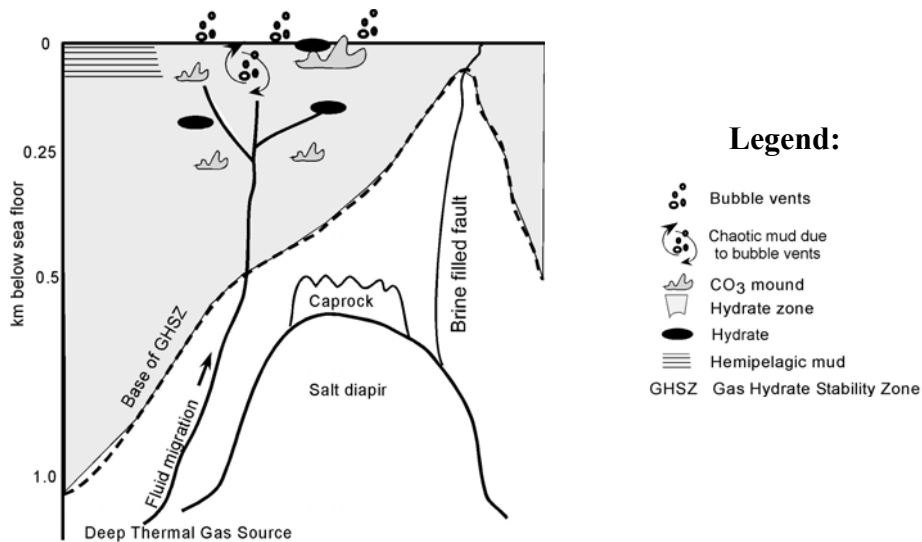 0
0.25
0.5
1.0
km below sea floor
Base of GHSZ
Fluid migration
Caprock
Salt diapir
Brine filled fault
Deep Thermal Gas Source
Legend:
Bubble vents
Chaotic mud due
to bubble vents
CO3 mound
Hydrate zone
Hydrate
Hemipelagic mud
GHSZ Gas Hydrate Stability Zone